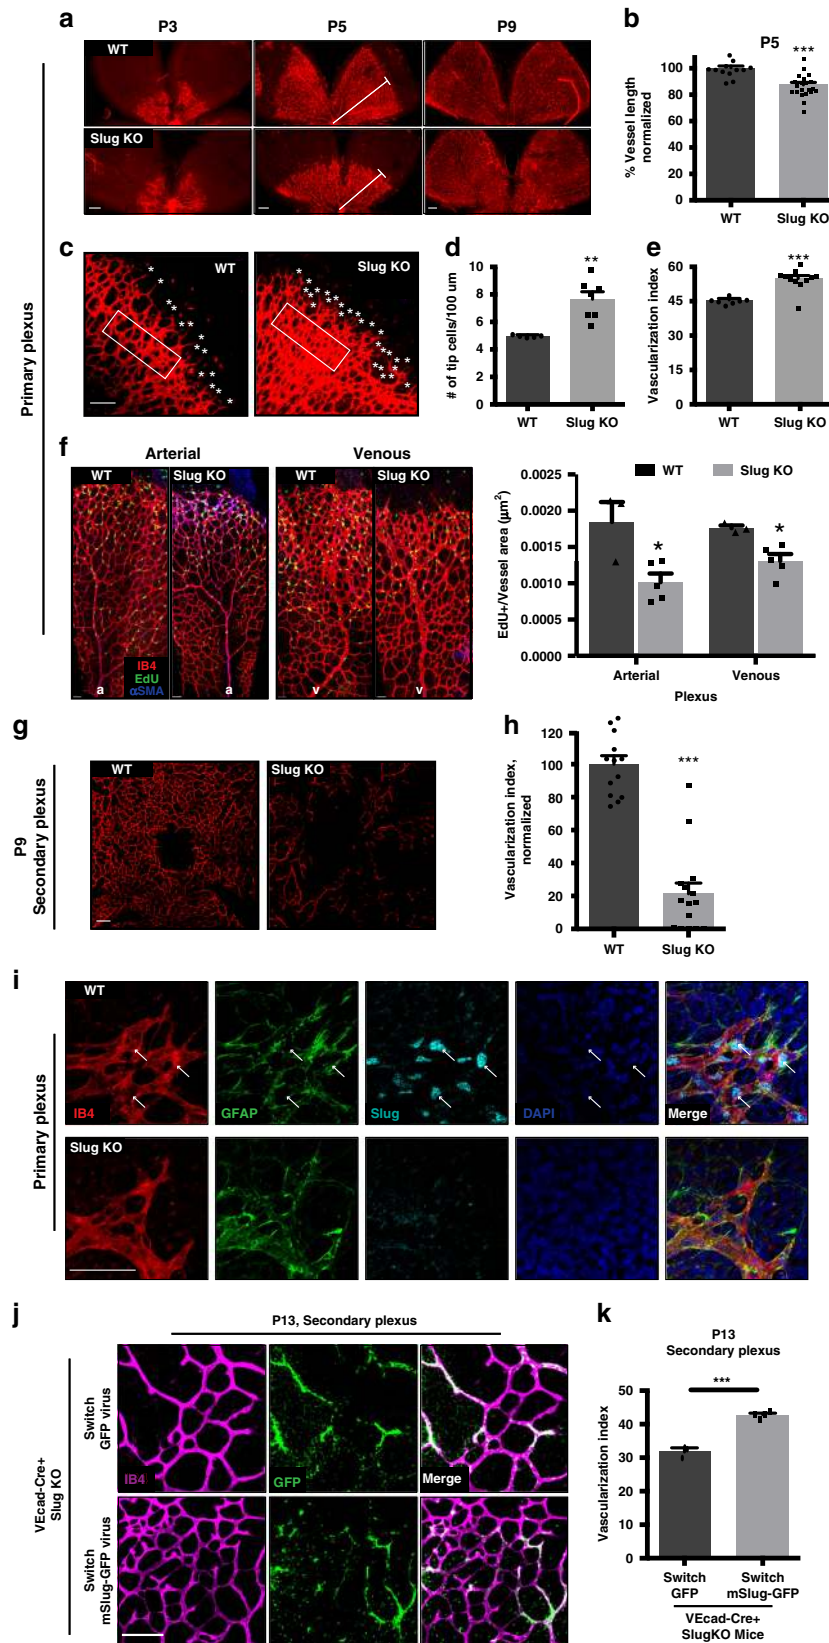 a
P3
P5
P9
WT
Slug KO
b
P5
***
% Vessel length
normalized
100
80
60
40
20
0
WT
Slug KO
Primary plexus
c
WT
Slug KO
d
**
# of tip cells/100 um
10
8
6
4
2
0
WT
Slug KO
e
***
Vascularization index
60
45
30
15
0
WT
Slug KO
f
Arterial
Venous
WT
Slug KO
WT
Slug KO
IB4
EdU
αSMA
a
a
v
v
WT
Slug KO
EdU+/Vessel area (μm²)
0.0025
0.0020
0.0015
0.0010
0.0005
0.0000
*
*
Arterial
Venous
Plexus
g
P9
Secondary plexus
WT
Slug KO
h
***
Vascularization index,
normalized
120
100
80
60
40
20
0
WT
Slug KO
i
Primary plexus
WT
IB4
GFAP
Slug
DAPI
Merge
Slug KO
j
P13, Secondary plexus
VEcad-Cre+
Slug KO
Switch
GFP virus
IB4
GFP
Merge
Switch
mSlug-GFP virus
k
P13
Secondary plexus
***
Vascularization index
50
40
30
20
10
0
Switch
GFP
Switch
mSlug-GFP
VEcad-Cre+
SlugKO Mice